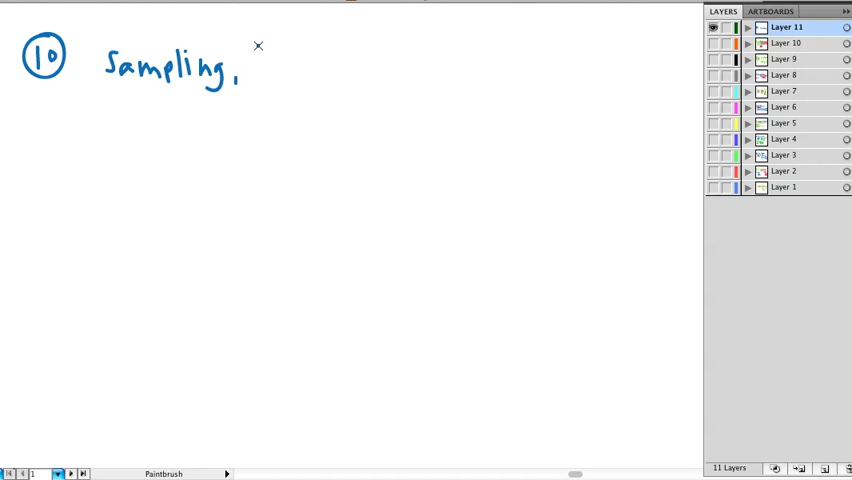 LAYERS ARTBOARDS
10 Sampling,
Layer 11
Layer 10
Layer 9
Layer 8
Layer 7
Layer 6
Layer 5
Layer 4
Layer 3
Layer 2
Layer 1
1 Paintbrush 11 Layers